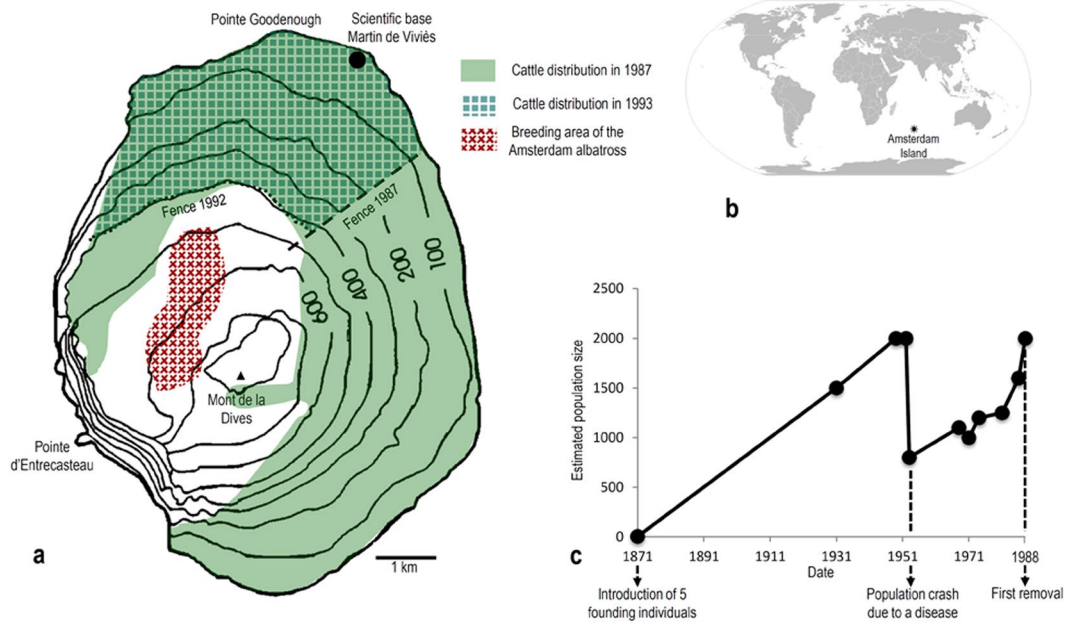 Pointe Goodenough
Scientific base
Martin de Viviès
Cattle distribution in 1987
Cattle distribution in 1993
Breeding area of the
Amsterdam albatross
Fence 1992
Fence 1987
100
200
400
600
Mont de la
Dives
Pointe
d'Entrecasteau
a
1 km
Amsterdam
Island
b
Estimated population size
2500
2000
1500
1000
500
0
1871
1891
1911
1931
1951
1971
1988
Date
c
Introduction of 5
founding individuals
Population crash
due to a disease
First removal